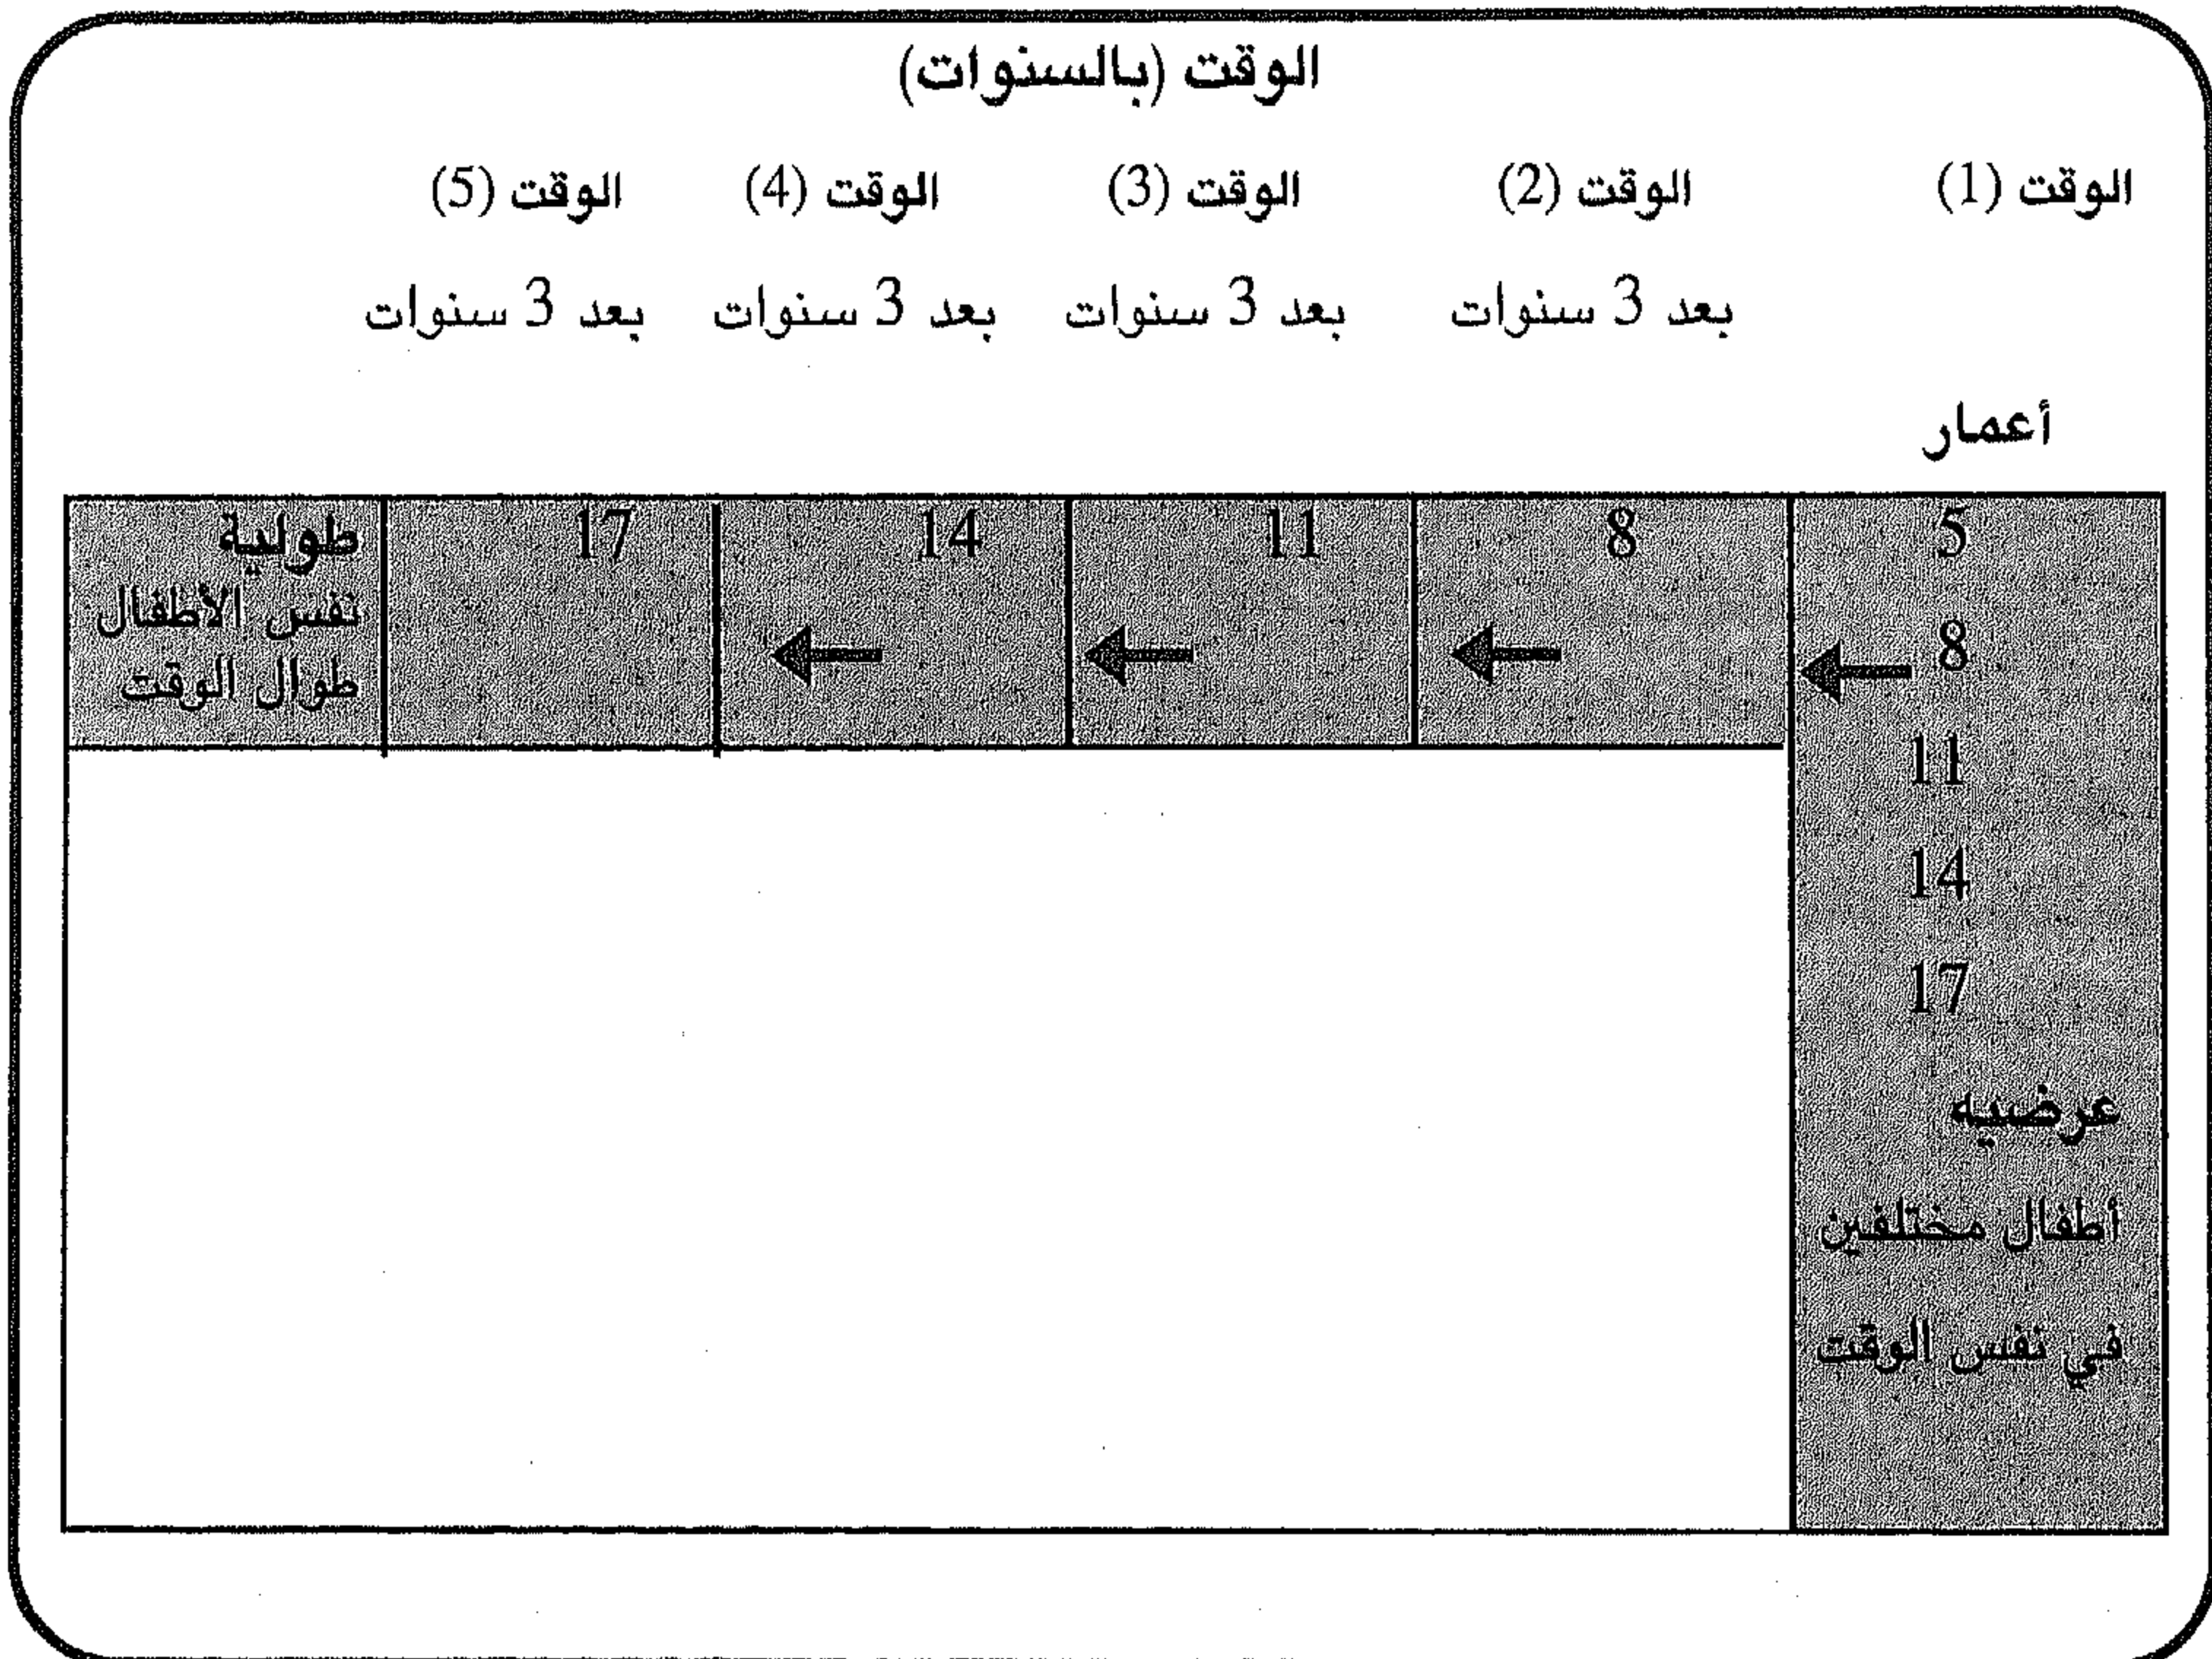 الوقت (بالسنوات)
الوقت (1) الوقت (2) الوقت (3) الوقت (4) الوقت (5)
بعد 3 سنوات بعد 3 سنوات بعد 3 سنوات بعد 3 سنوات
أعمار
5 8 11 14 17 طولية
نفس الأطفال
8
طوال الوقت
11
14
17
عرضيه
أطفال مختلفين
في نفس الوقت